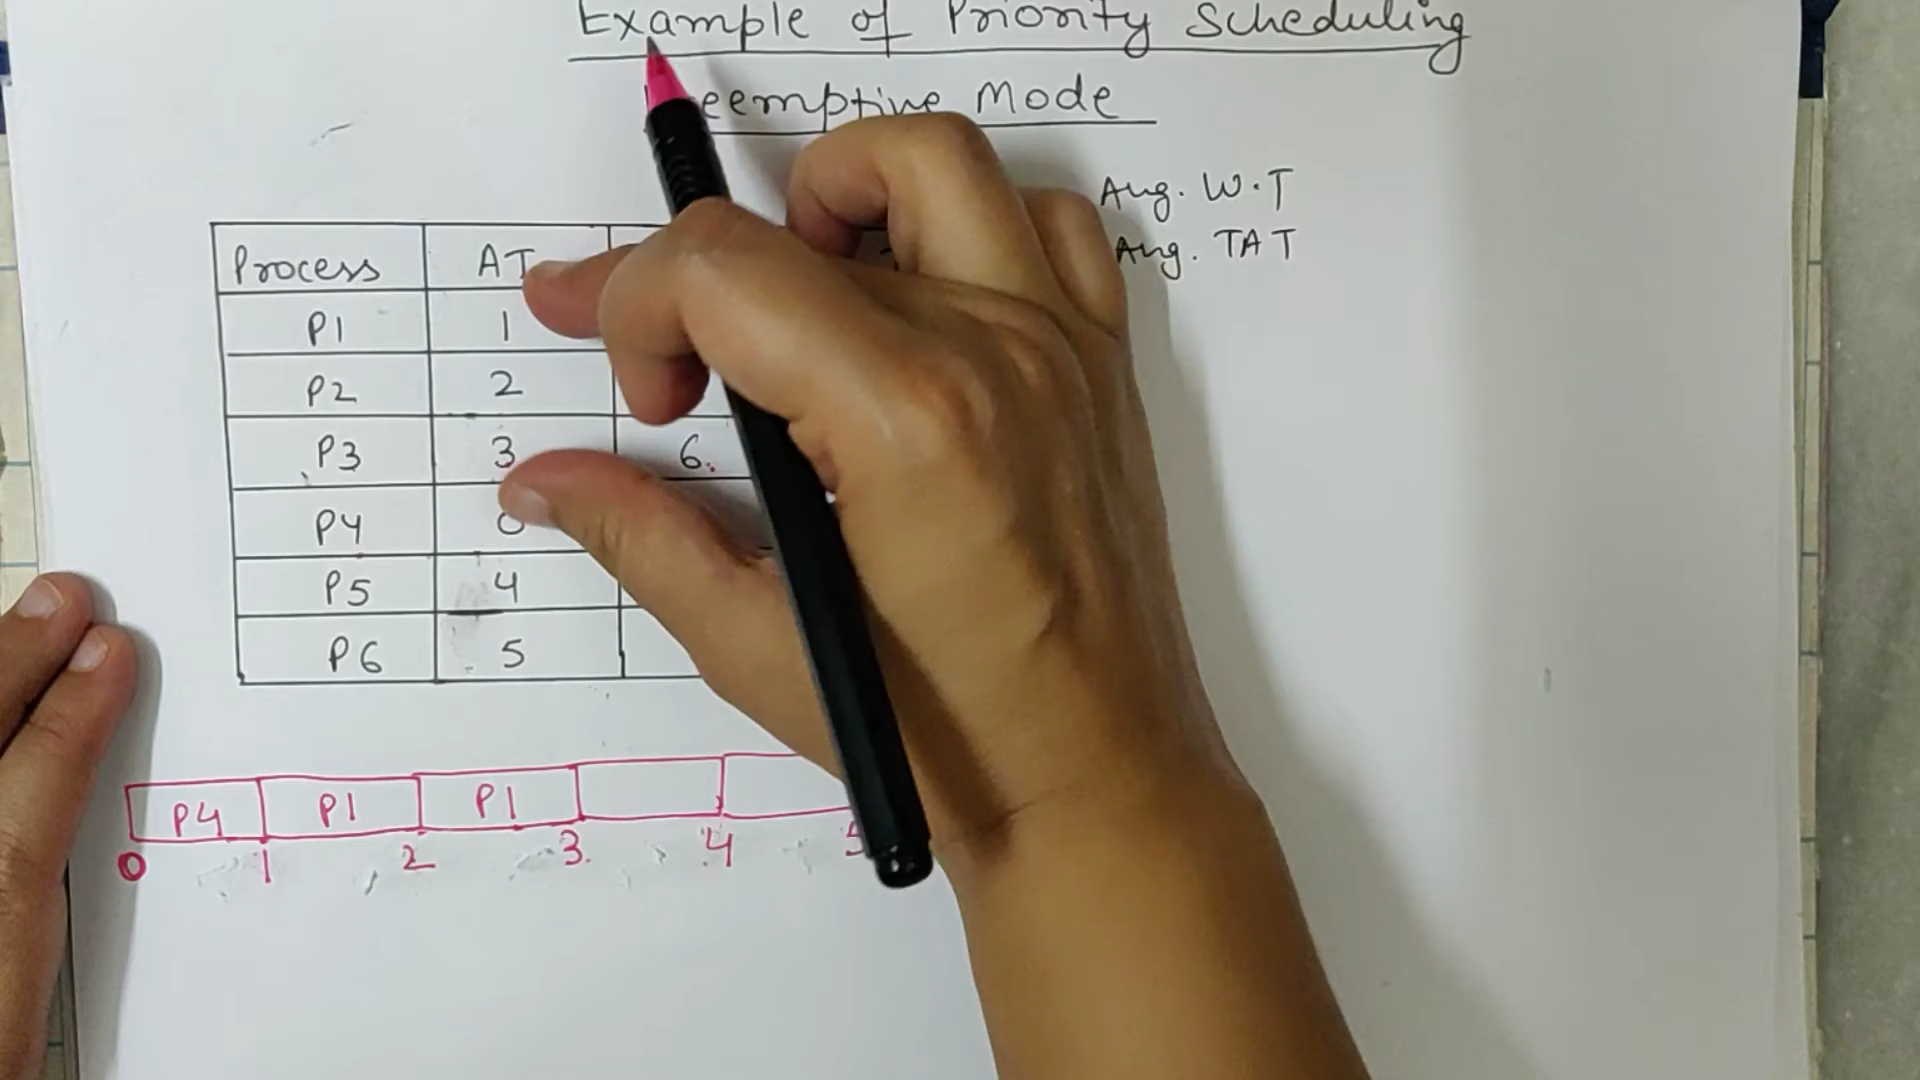 Example of Priority Scheduling
eemptive Mode
Avg. W.T
Avg. TAT
Process AT
P1 1
P2 2
P3 3 6
P4 0
P5 4
P6 5
P4 P1 P1
0 1 2 3 4 5